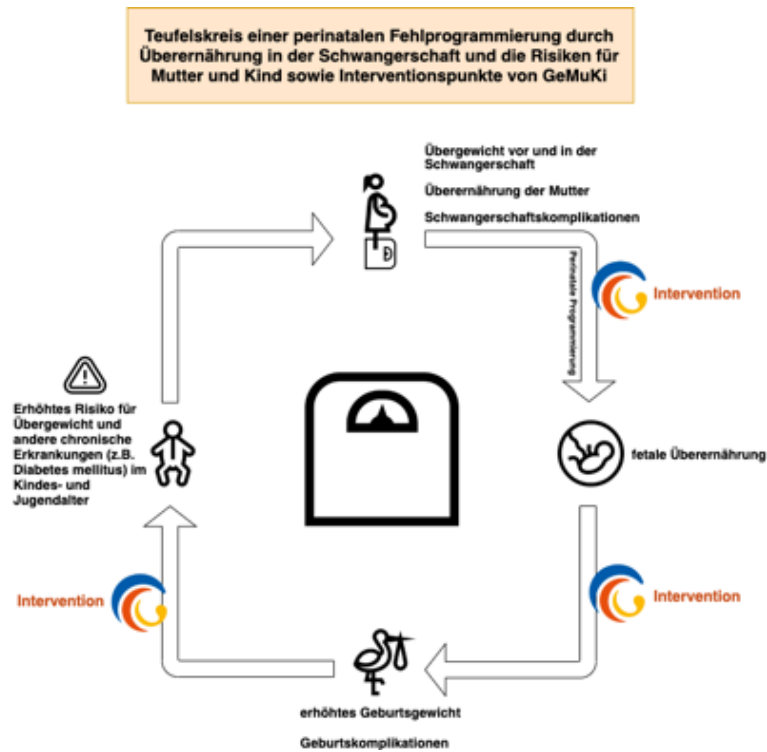 Teufelskreis einer perinatalen Fehlprogrammierung durch
Überernährung in der Schwangerschaft und die Risiken für
Mutter und Kind sowie Interventionspunkte von GeMuKi
Übergewicht vor und in der
Schwangerschaft
Überernährung der Mutter
Schwangerschaftskomplikationen
Perinatale Programmierung
Intervention
fetale Überernährung
Intervention
erhöhtes Geburtsgewicht
Geburtskomplikationen
Intervention
Erhöhtes Risiko für
Übergewicht und
andere chronische
Erkrankungen (z.B.
Diabetes mellitus) im
Kindes- und
Jugendalter